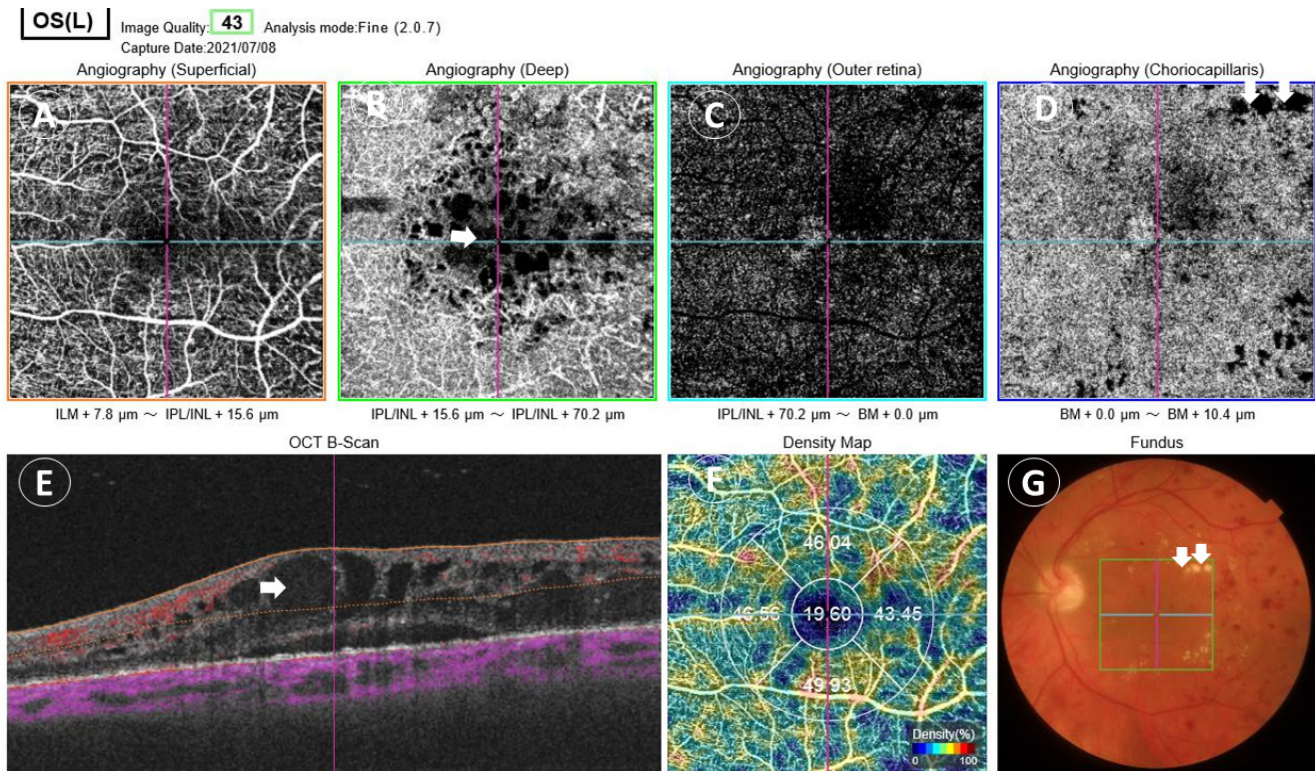 OS(L)
Image Quality: 43 Analysis mode:Fine (2.0.7)
Capture Date:2021/07/08
Angiography (Superficial)
Angiography (Deep)
Angiography (Outer retina)
Angiography (Choriocapillaris)
A
B
C
D
ILM + 7.8 μm ～ IPL/INL + 15.6 μm
IPL/INL + 15.6 μm ～ IPL/INL + 70.2 μm
IPL/INL + 70.2 μm ～ BM + 0.0 μm
BM + 0.0 μm ～ BM + 10.4 μm
OCT B-Scan
Density Map
Fundus
E
F
G
46.04
46.56 19.60 43.45
49.93
Density(%)
0 100